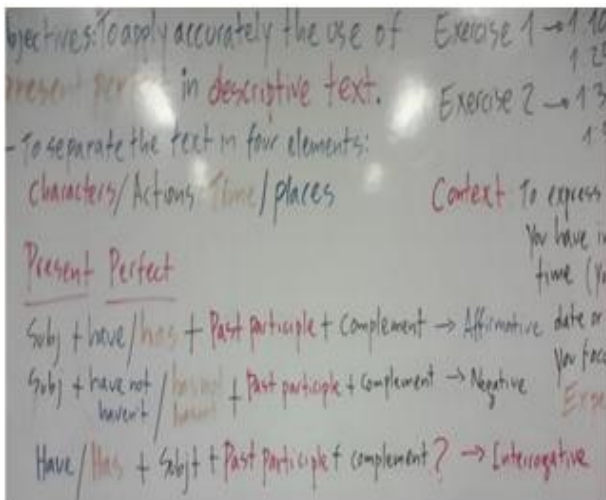 bjectives: To apply accurately the use of
present perfect in descriptive text.
- To separate the text in four elements:
Characters/Actions/Time/places
Exercise 1 →
Exercise 2 →
Context To express
you have
time
date or
Present Perfect
Subj + have/has + Past participle + complement → Affirmative
Subj + have not/has not + Past participle + complement → Negative
haven't
Have/Has + Subj + Past participle + complement? → Interrogative